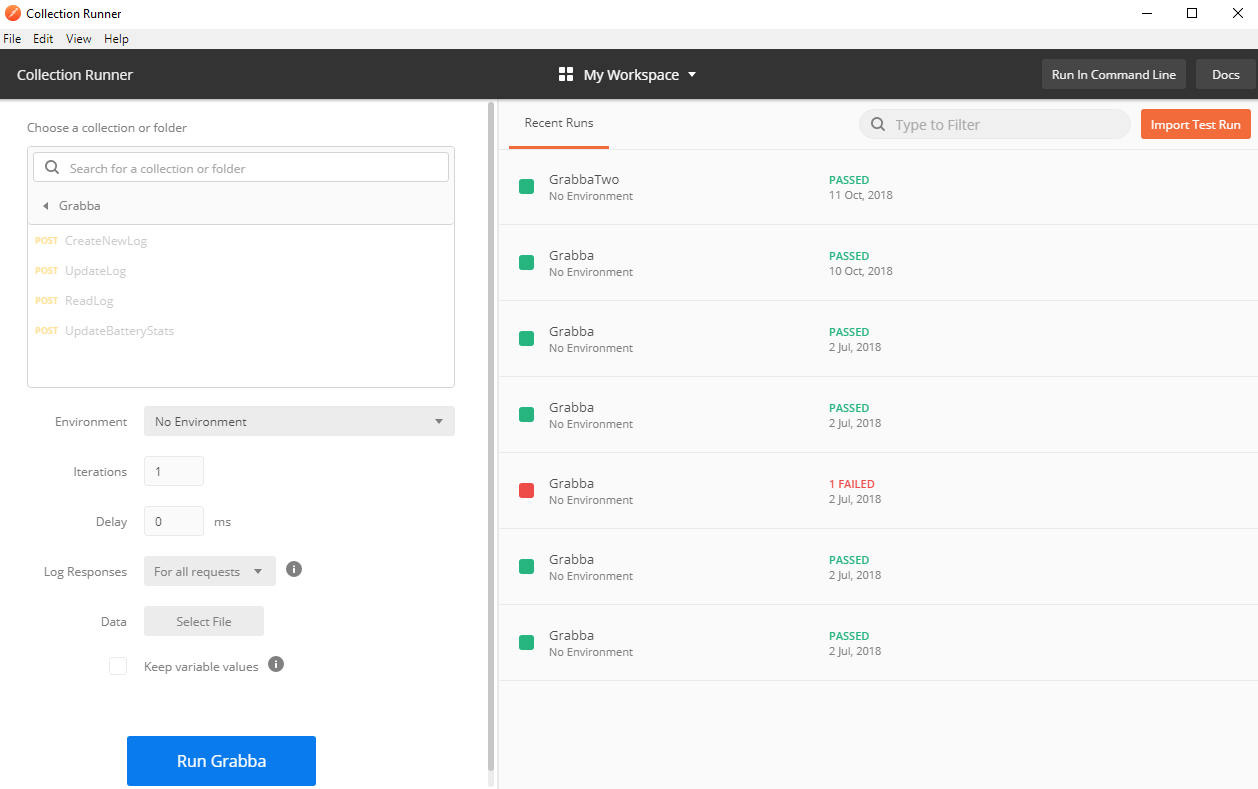 Collection Runner
File Edit View Help
Collection Runner
My Workspace
Run In Command Line
Docs
Choose a collection or folder
Search for a collection or folder
Grabba
POST CreateNewLog
POST UpdateLog
POST ReadLog
POST UpdateBatteryStats
Environment No Environment
Iterations 1
Delay 0 ms
Log Responses For all requests
Data Select File
Keep variable values
Run Grabba
Recent Runs
Type to Filter
Import Test Run
GrabbaTwo PASSED
No Environment 11 Oct, 2018
Grabba PASSED
No Environment 10 Oct, 2018
Grabba PASSED
No Environment 2 Jul, 2018
Grabba PASSED
No Environment 2 Jul, 2018
Grabba 1 FAILED
No Environment 2 Jul, 2018
Grabba PASSED
No Environment 2 Jul, 2018
Grabba PASSED
No Environment 2 Jul, 2018